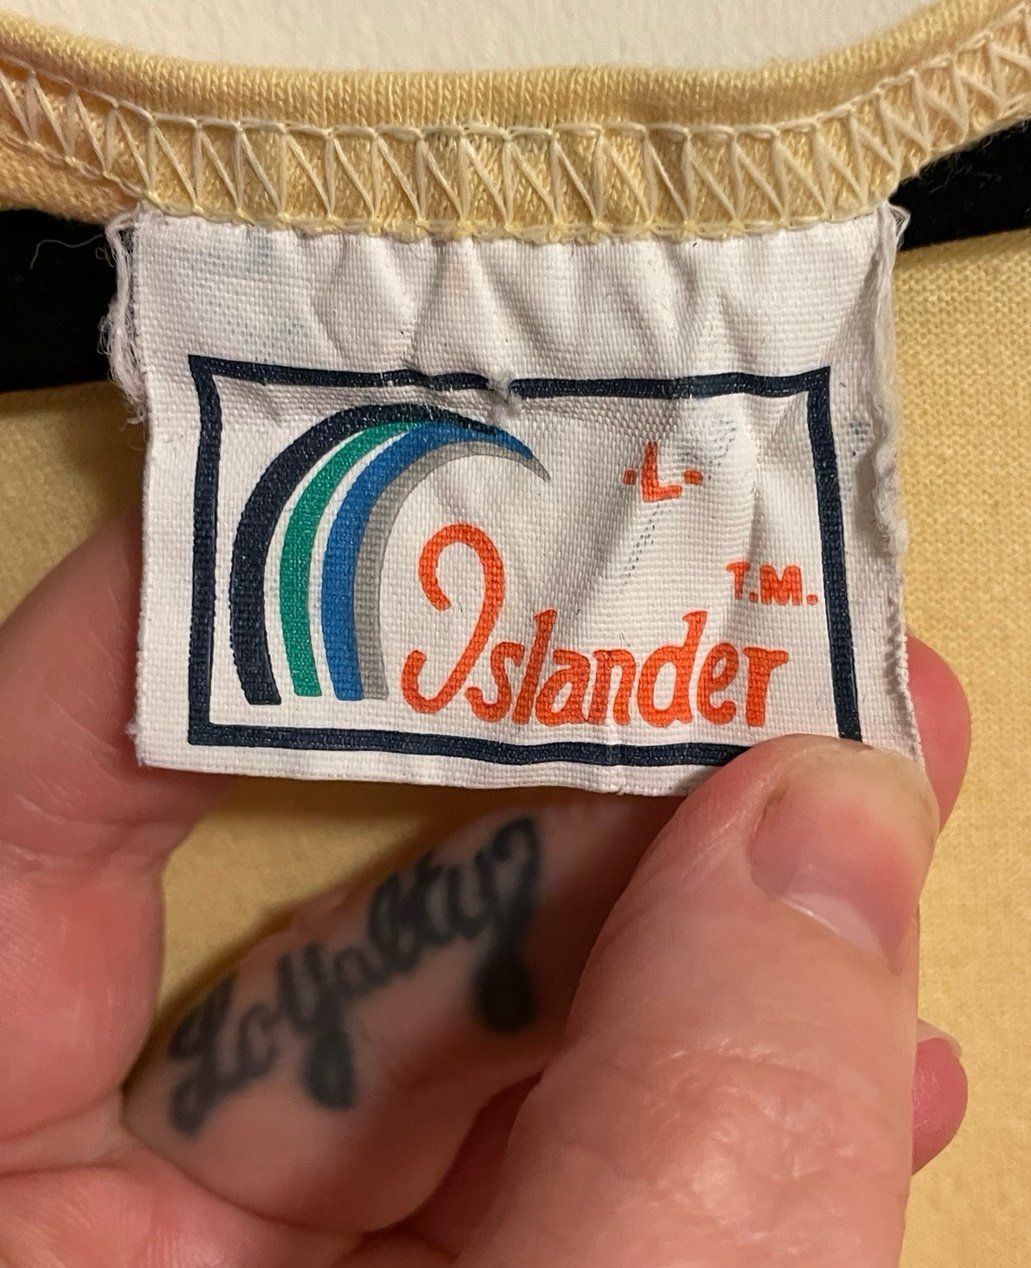 ·L·
T.M.
Islander
Loyalty